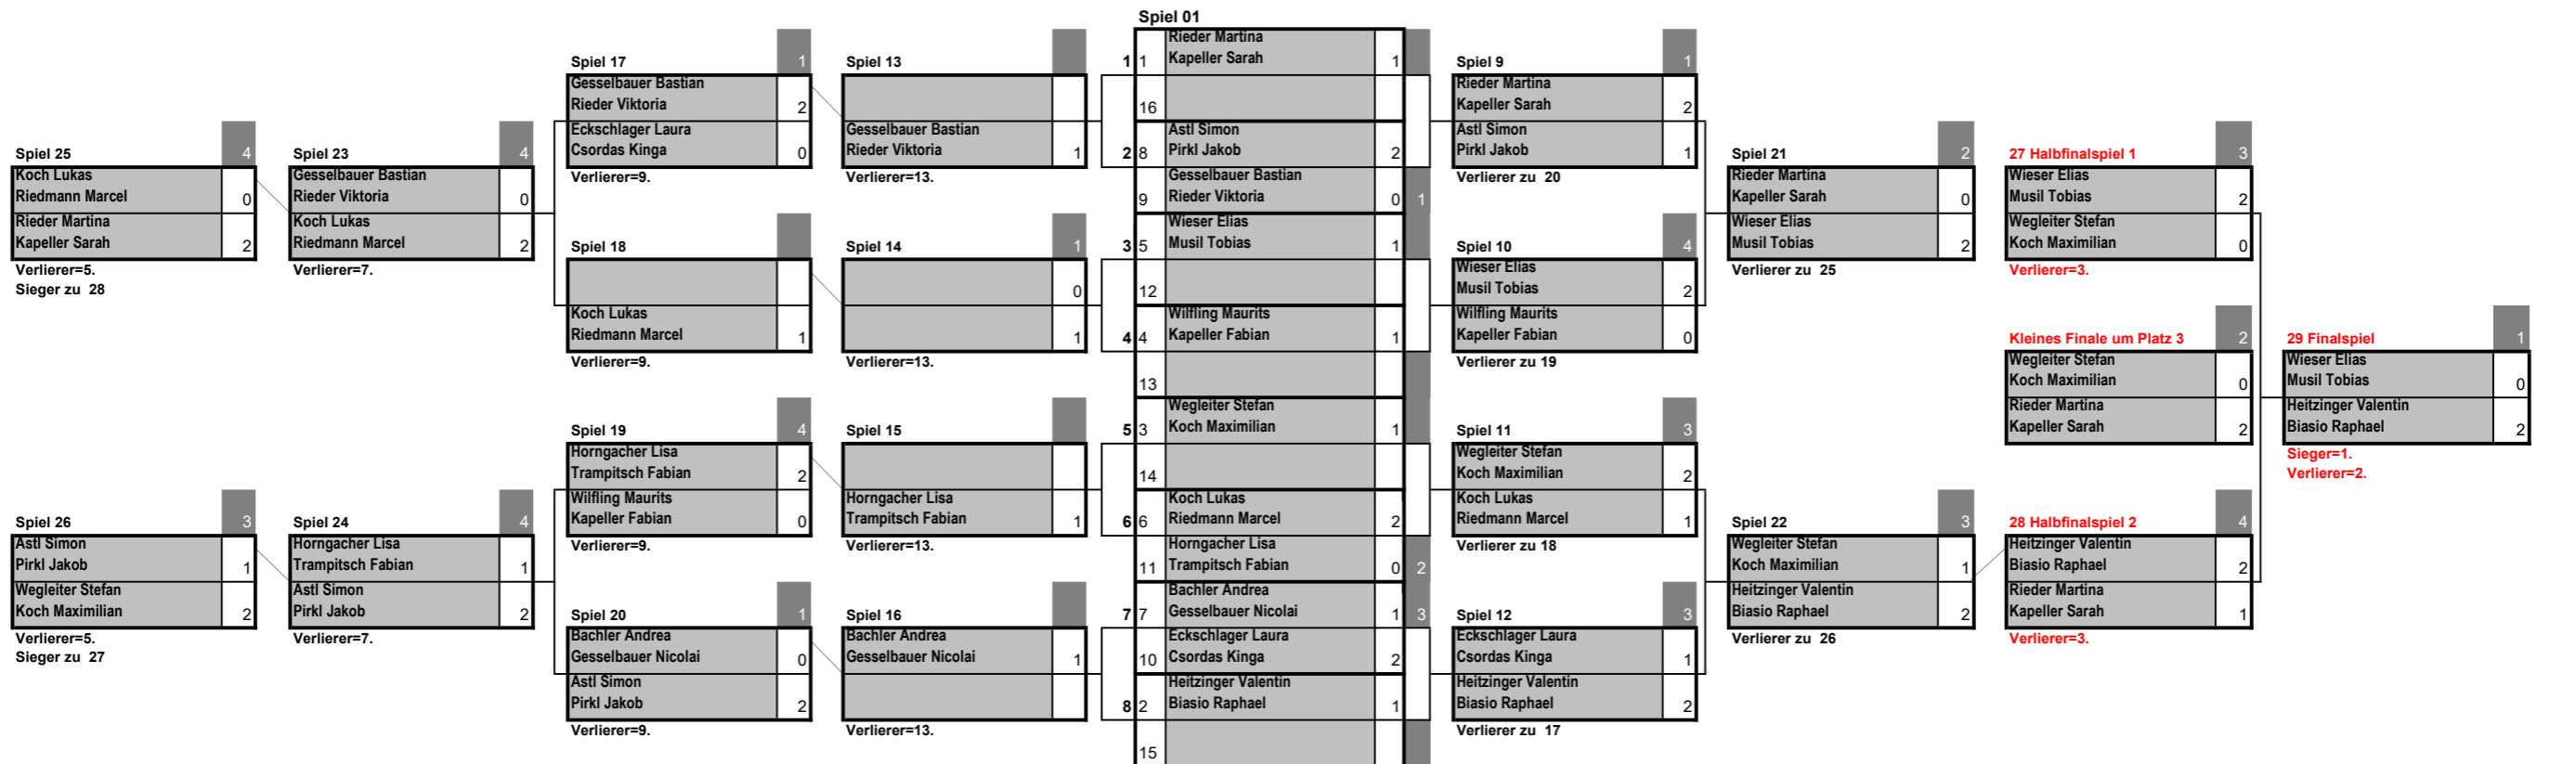 Spiel 25
4
Koch Lukas
Riedmann Marcel 0
Rieder Martina
Kapeller Sarah 2
Verlierer=5.
Sieger zu 28
Spiel 26
3
Astl Simon
Pirkl Jakob 1
Wegleiter Stefan
Koch Maximilian 2
Verlierer=5.
Sieger zu 27
Spiel 23
4
Gesselbauer Bastian
Rieder Viktoria 0
Koch Lukas
Riedmann Marcel 2
Verlierer=7.
Spiel 24
4
Horngacher Lisa
Trampitsch Fabian 1
Astl Simon
Pirkl Jakob 2
Verlierer=7.
Spiel 17
1
Gesselbauer Bastian
Rieder Viktoria 2
Eckschlager Laura
Csordas Kinga 0
Verlierer=9.
Spiel 18
Koch Lukas
Riedmann Marcel 1
Verlierer=9.
Spiel 19
4
Horngacher Lisa
Trampitsch Fabian 2
Wilfling Maurits
Kapeller Fabian 0
Verlierer=9.
Spiel 20
1
Bachler Andrea
Gesselbauer Nicolai 0
Astl Simon
Pirkl Jakob 2
Verlierer=9.
Spiel 13
Gesselbauer Bastian
Rieder Viktoria 1
Verlierer=13.
Spiel 14
1
0
1
Verlierer=13.
Spiel 15
Horngacher Lisa
Trampitsch Fabian 1
Verlierer=13.
Spiel 16
Bachler Andrea
Gesselbauer Nicolai 1
Verlierer=13.
Spiel 01
Rieder Martina
1 1 Kapeller Sarah 1
16
Astl Simon
2 8 Pirkl Jakob 2
Gesselbauer Bastian
9 Rieder Viktoria 0 1
Wieser Elias
3 5 Musil Tobias 1
12
Wilfling Maurits
4 4 Kapeller Fabian 1
13
Wegleiter Stefan
5 3 Koch Maximilian 1
14
Koch Lukas
6 6 Riedmann Marcel 2
Horngacher Lisa
11 Trampitsch Fabian 0 2
Bachler Andrea
7 7 Gesselbauer Nicolai 1 3
Eckschlager Laura
10 Csordas Kinga 2
Heitzinger Valentin
8 2 Biasio Raphael 1
15
Spiel 9
1
Rieder Martina
Kapeller Sarah 2
Astl Simon
Pirkl Jakob 1
Verlierer zu 20
Spiel 10
4
Wieser Elias
Musil Tobias 2
Wilfling Maurits
Kapeller Fabian 0
Verlierer zu 19
Spiel 11
3
Wegleiter Stefan
Koch Maximilian 2
Koch Lukas
Riedmann Marcel 1
Verlierer zu 18
Spiel 12
3
Eckschlager Laura
Csordas Kinga 1
Heitzinger Valentin
Biasio Raphael 2
Verlierer zu 17
Spiel 21
2
Rieder Martina
Kapeller Sarah 0
Wieser Elias
Musil Tobias 2
Verlierer zu 25
Spiel 22
3
Wegleiter Stefan
Koch Maximilian 1
Heitzinger Valentin
Biasio Raphael 2
Verlierer zu 26
27 Halbfinalspiel 1
3
Wieser Elias
Musil Tobias 2
Wegleiter Stefan
Koch Maximilian 0
Verlierer=3.
Kleines Finale um Platz 3
2
Wegleiter Stefan
Koch Maximilian 0
Rieder Martina
Kapeller Sarah 2
28 Halbfinalspiel 2
4
Heitzinger Valentin
Biasio Raphael 2
Rieder Martina
Kapeller Sarah 1
Verlierer=3.
29 Finalspiel
1
Wieser Elias
Musil Tobias 0
Heitzinger Valentin
Biasio Raphael 2
Sieger=1.
Verlierer=2.